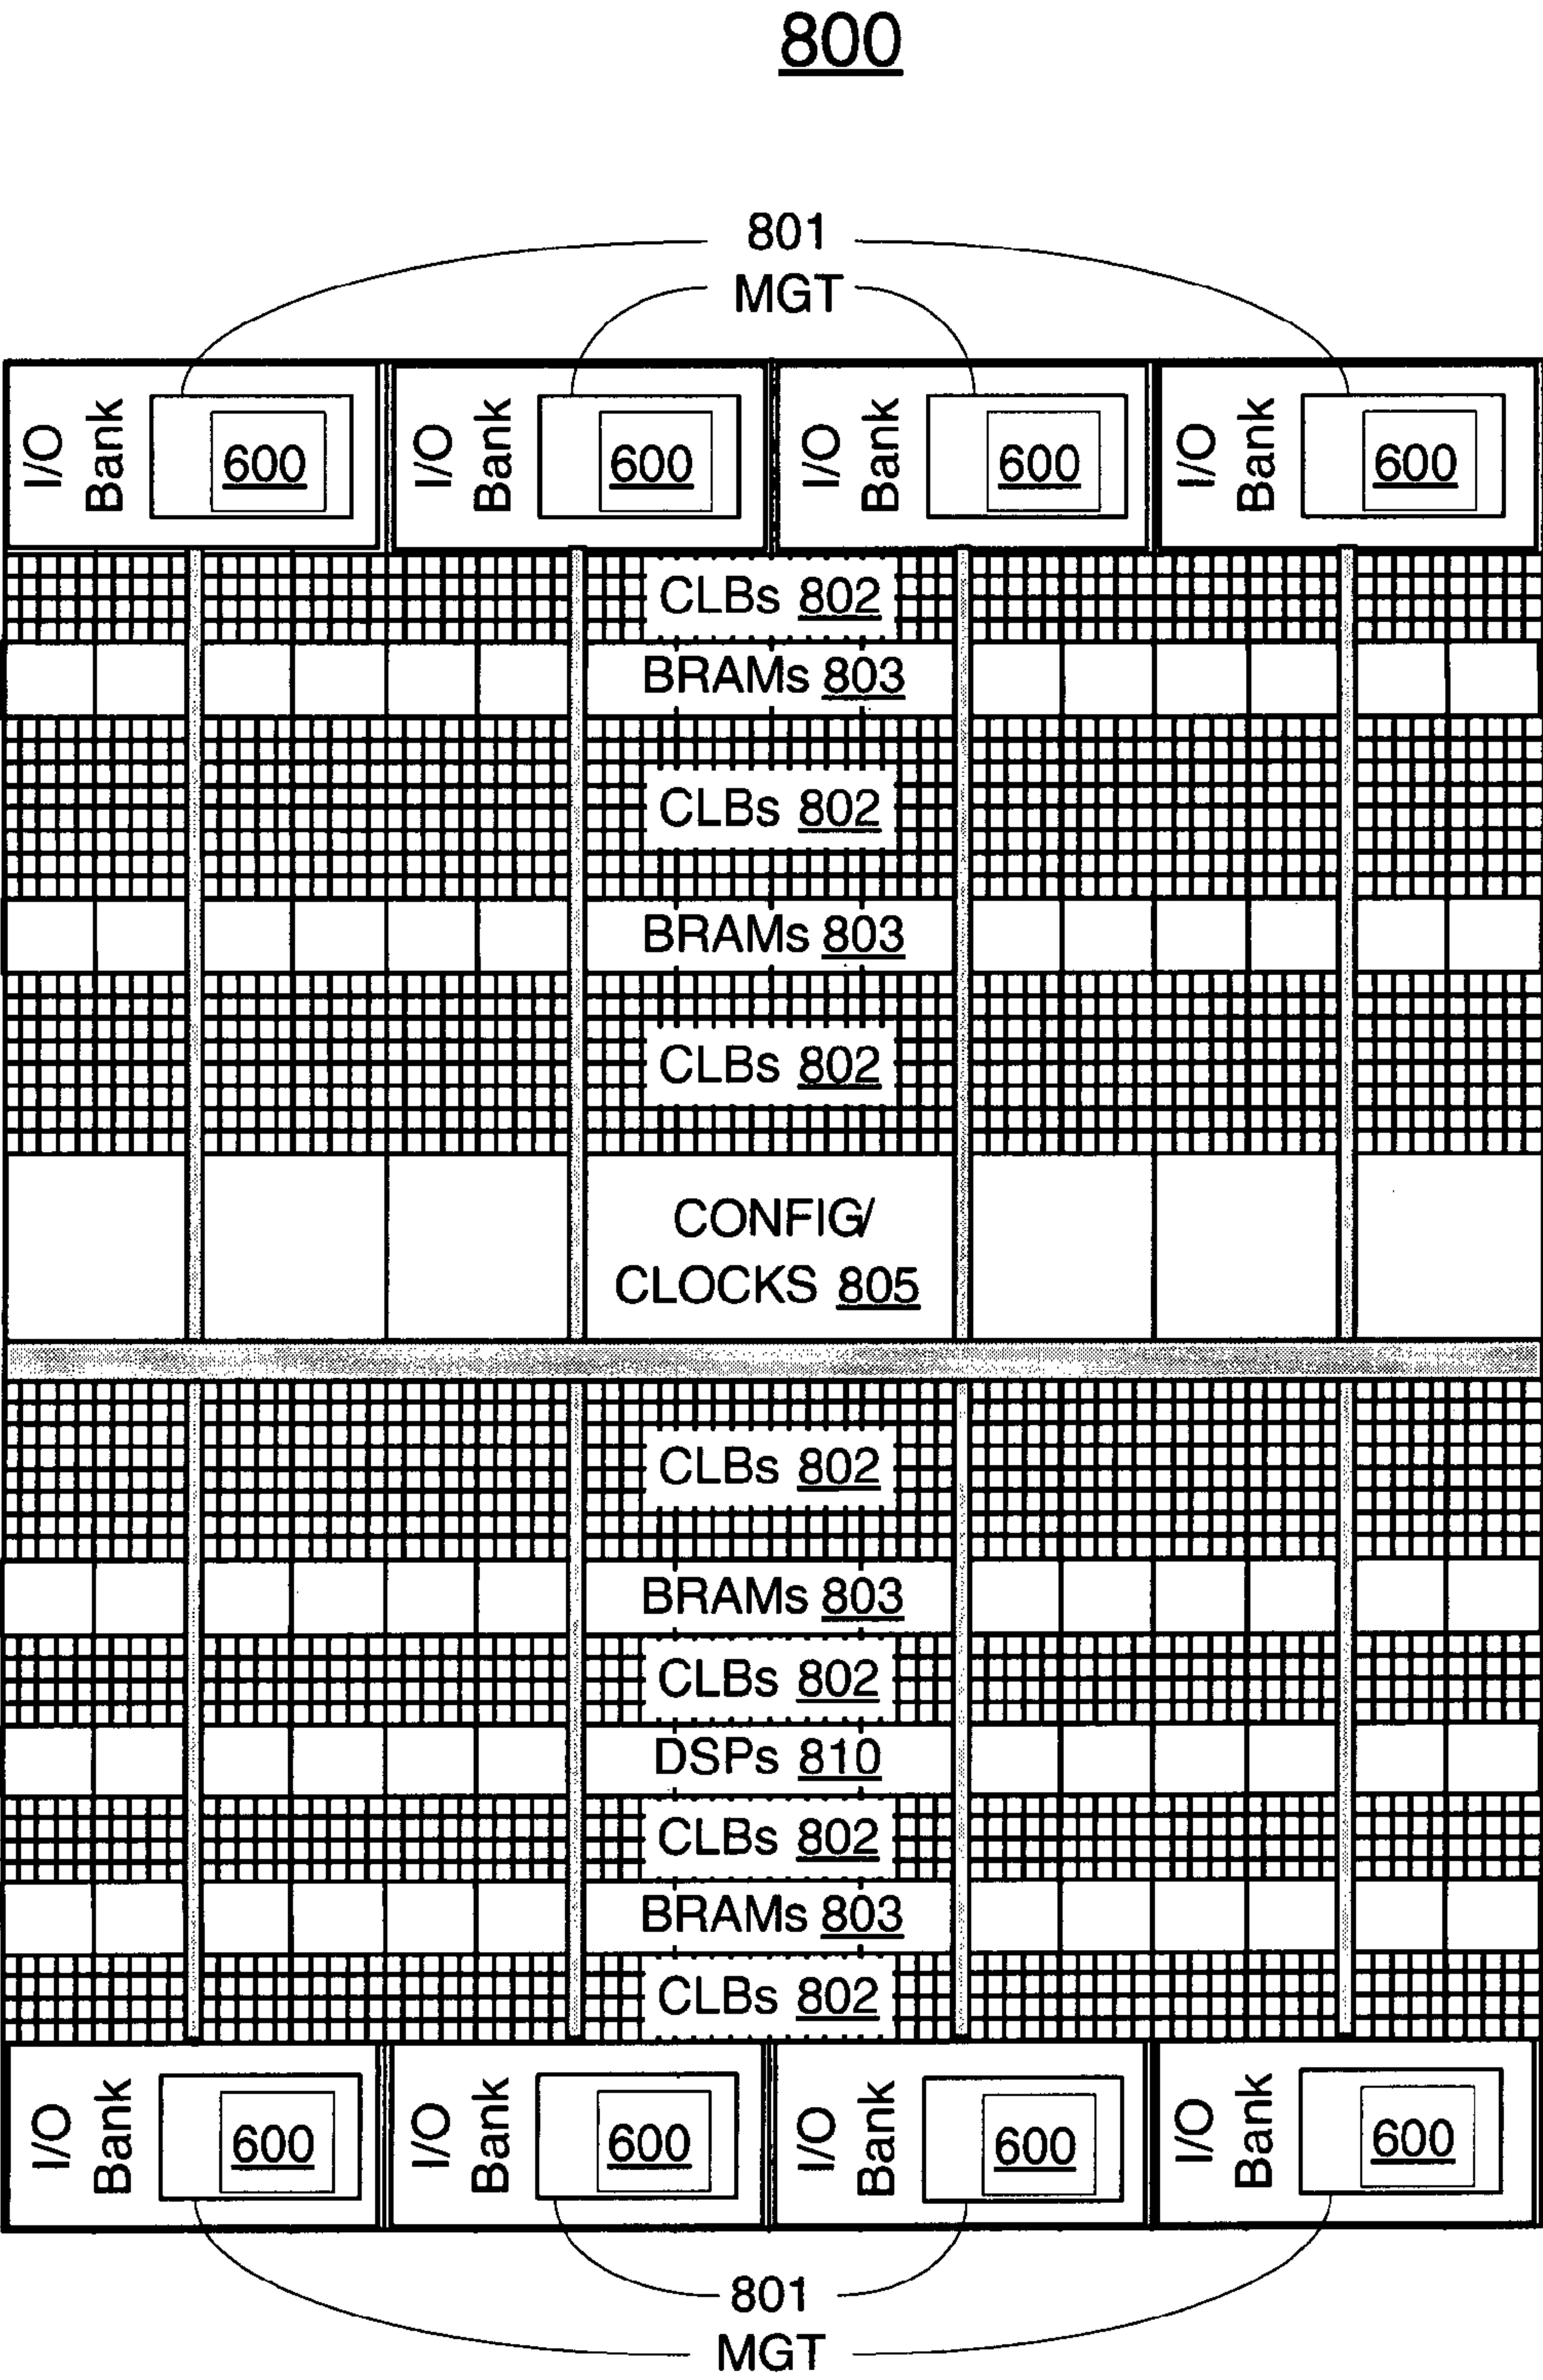 800
801
MGT
I/O Bank 600 I/O Bank 600 I/O Bank 600 I/O Bank 600
CLBs 802
BRAMs 803
CLBs 802
BRAMs 803
CLBs 802
CONFIG/
CLOCKS 805
CLBs 802
BRAMs 803
CLBs 802
DSPs 810
CLBs 802
BRAMs 803
CLBs 802
I/O Bank 600 I/O Bank 600 I/O Bank 600 I/O Bank 600
801
MGT